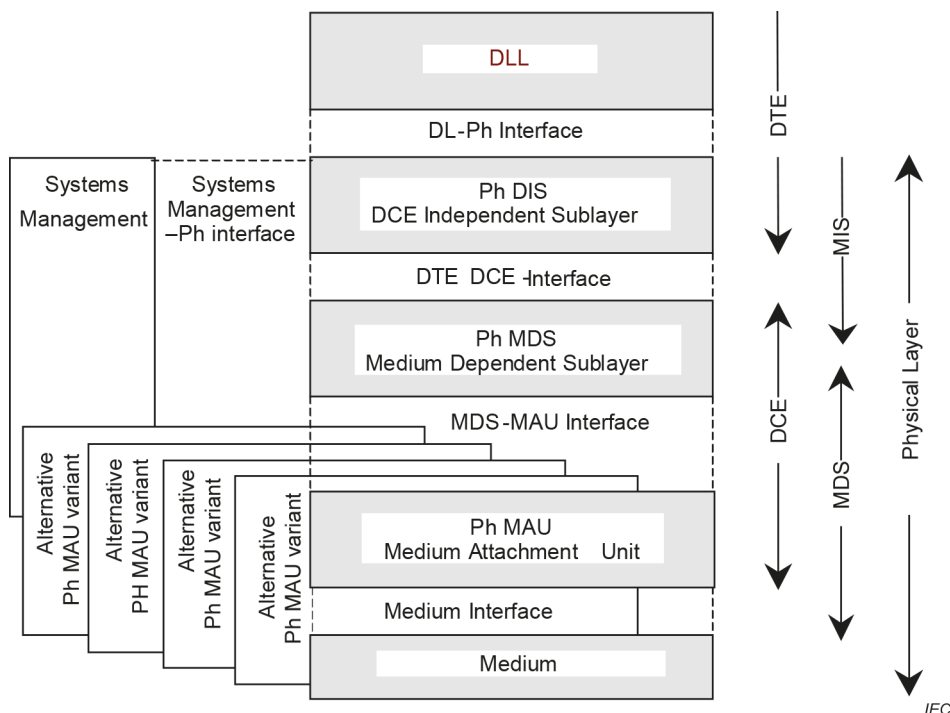 DLL
DL-Ph Interface
DTE
Systems
Management
Systems
Management
–Ph interface
Ph DIS
DCE Independent Sublayer
MIS
DTE DCE -Interface
Ph MDS
Medium Dependent Sublayer
Physical Layer
MDS-MAU Interface
DCE
MDS
Alternative
Ph MAU variant
Alternative
PH MAU variant
Alternative
Ph MAU variant
Alternative
Ph MAU variant
Ph MAU
Medium Attachment Unit
Medium Interface
Medium
IEC